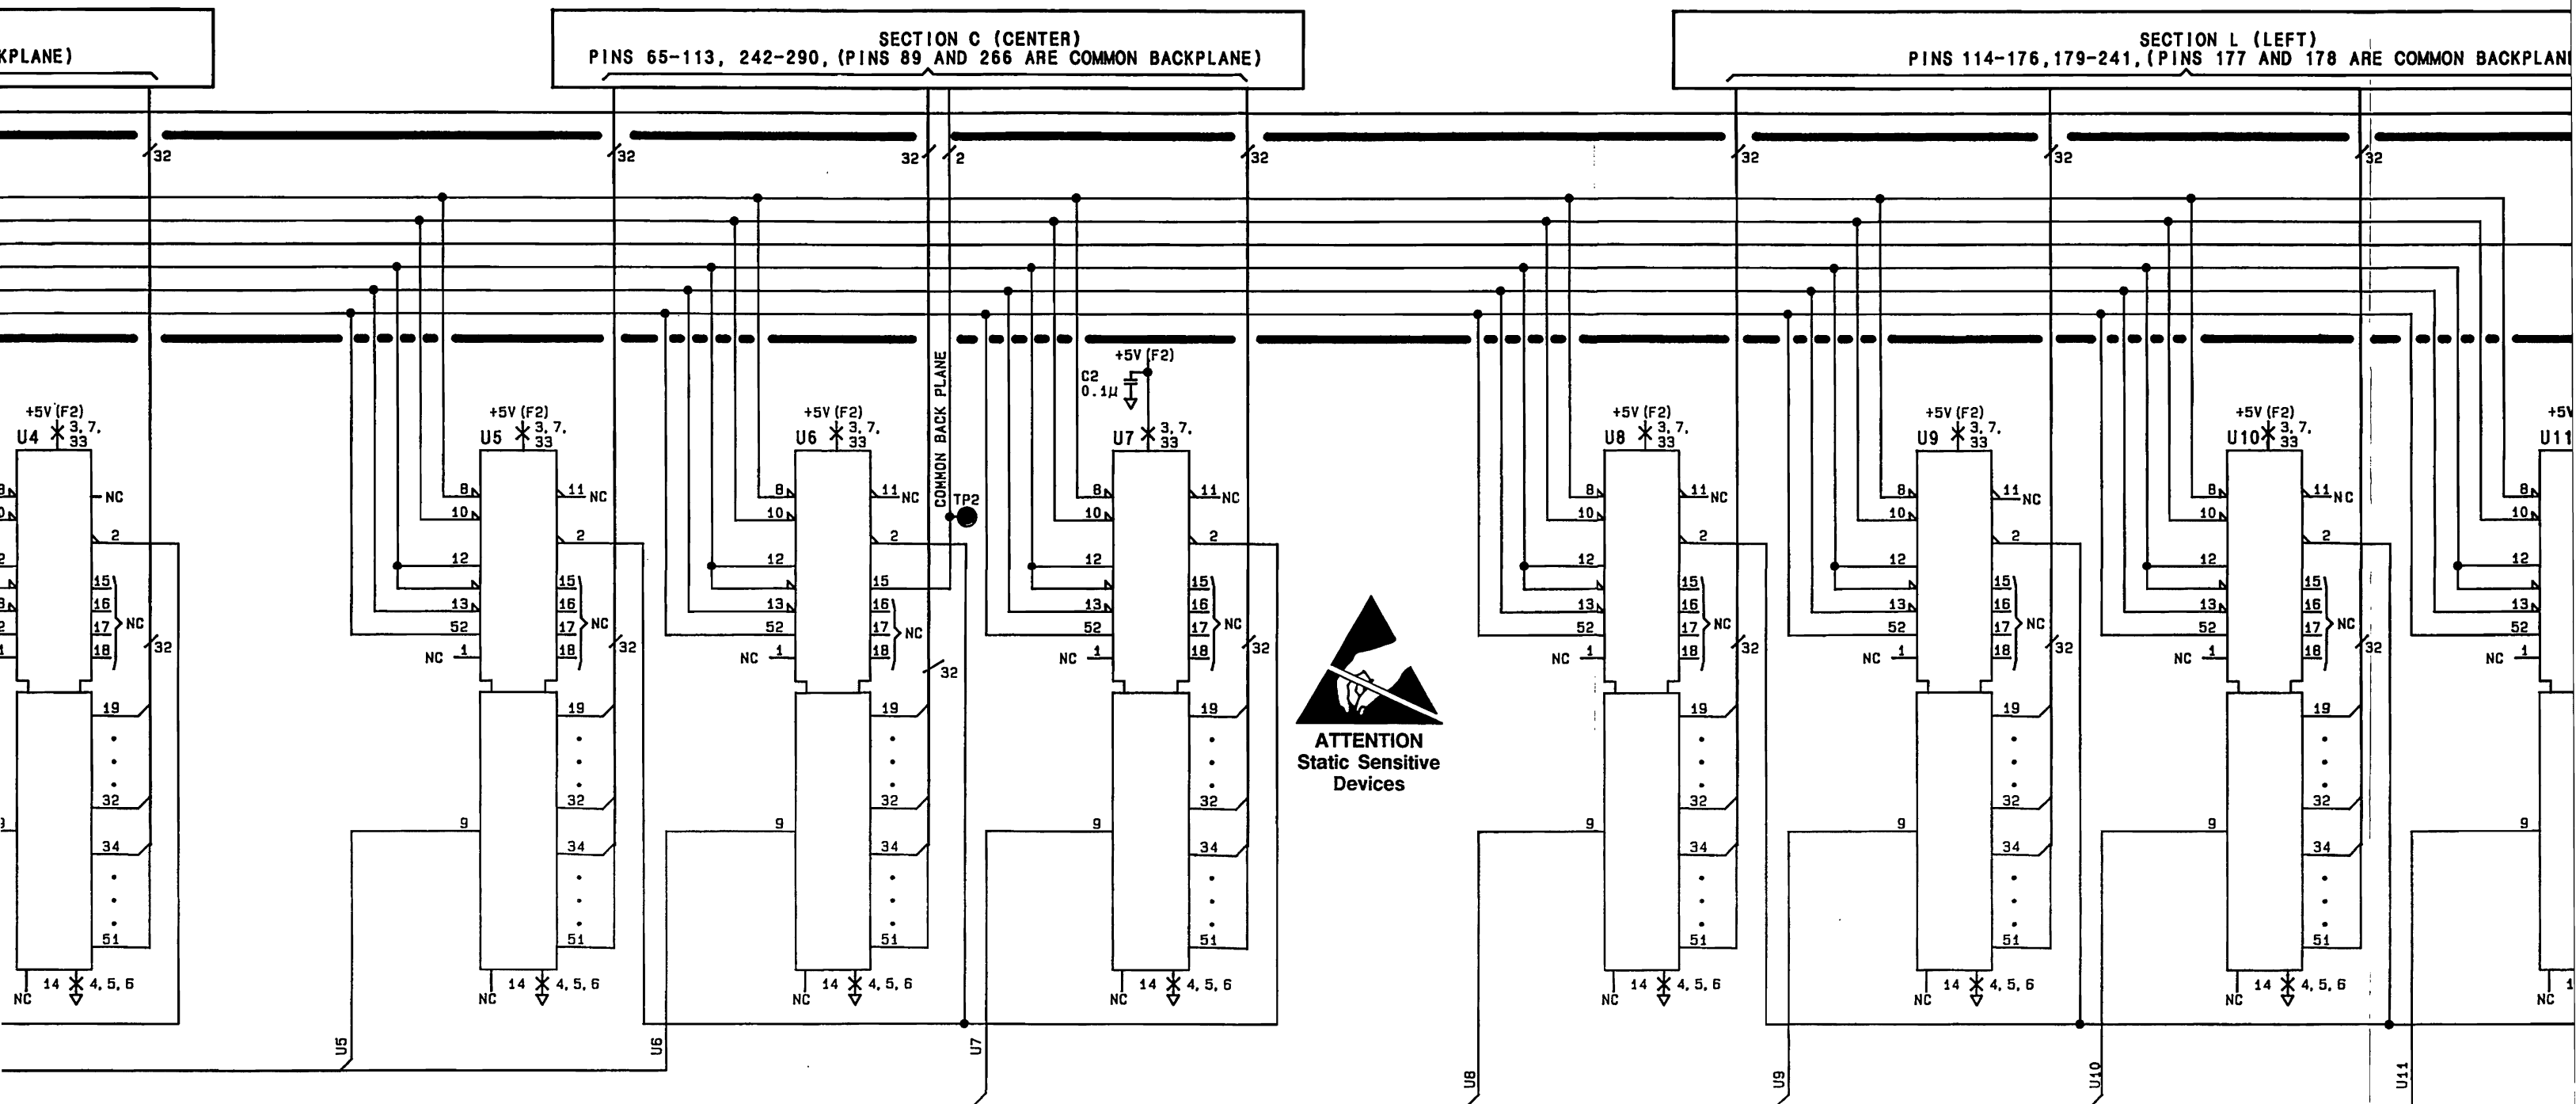 KPLANE)
SECTION C (CENTER)
PINS 65-113, 242-290, (PINS 89 AND 266 ARE COMMON BACKPLANE)
SECTION L (LEFT)
PINS 114-176,179-241, (PINS 177 AND 178 ARE COMMON BACKPLAN
32 32 32 2 32 32 32 32
COMMON BACK PLANE
+5V (F2)
C2
0.1µ
+5V (F2)
U4 3, 7, 33
+5V (F2)
U5 3, 7, 33
+5V (F2)
U6 3, 7, 33
U7 3, 7, 33
+5V (F2)
U8 3, 7, 33
+5V (F2)
U9 3, 7, 33
+5V (F2)
U10 3, 7, 33
+5V
U11
NC
2
15
16
17
18
NC
32
19
32
34
51
NC 14 4, 5, 6
8
10
12
13
52
NC 1
9
11 NC
2
15
16
17
18
NC
32
19
32
34
51
NC 14 4, 5, 6
U5
8
10
12
13
52
NC 1
9
11 NC
2
15
16
17
18
NC
32
19
32
34
51
NC 14 4, 5, 6
U6
TP2
8
10
12
13
52
NC 1
9
11 NC
2
15
16
17
18
NC
32
19
32
34
51
NC 14 4, 5, 6
U7
ATTENTION
Static Sensitive
Devices
8
10
12
13
52
NC 1
9
11 NC
2
15
16
17
18
NC
32
19
32
34
51
NC 14 4, 5, 6
U8
8
10
12
13
52
NC 1
9
11 NC
2
15
16
17
18
NC
32
19
32
34
51
NC 14 4, 5, 6
U9
8
10
12
13
52
NC 1
9
11 NC
2
15
16
17
18
NC
32
19
32
34
51
NC 14 4, 5, 6
U10
8
10
12
13
52
NC 1
9
NC 1
U11